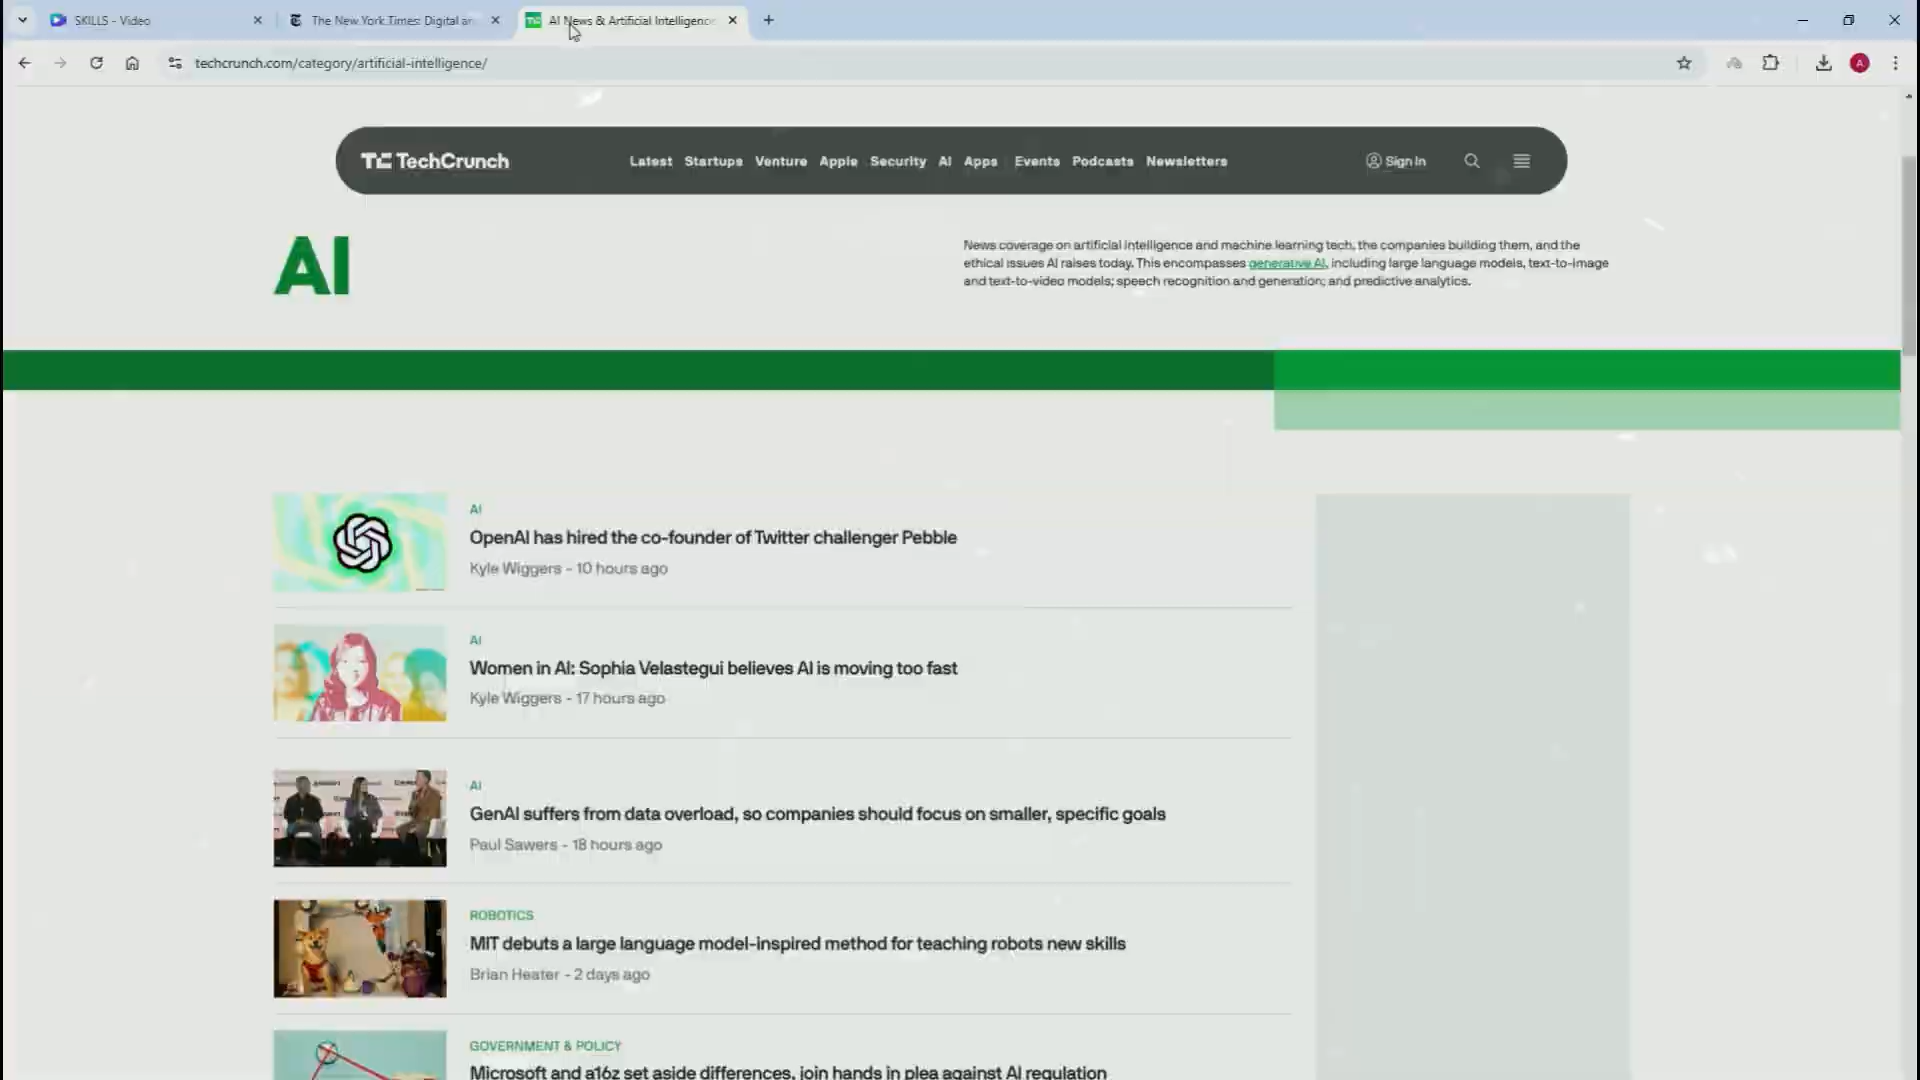 SKILLS - Video
The New York Times: Digital an
AI News & Artificial Intelligence
techcrunch.com/category/artificial-intelligence/
A
TechCrunch
Latest Startups Venture Apple Security AI Apps Events Podcasts Newsletters
Sign In
AI
News coverage on artificial intelligence and machine learning tech, the companies building them, and the
ethical issues AI raises today. This encompasses generative AI, including large language models, text-to-image
and text-to-video models; speech recognition and generation; and predictive analytics.
AI
OpenAI has hired the co-founder of Twitter challenger Pebble
Kyle Wiggers - 10 hours ago
AI
Women in AI: Sophia Velastegui believes AI is moving too fast
Kyle Wiggers - 17 hours ago
AI
GenAI suffers from data overload, so companies should focus on smaller, specific goals
Paul Sawers - 18 hours ago
ROBOTICS
MIT debuts a large language model-inspired method for teaching robots new skills
Brian Heater - 2 days ago
GOVERNMENT & POLICY
Microsoft and a16z set aside differences, join hands in plea against AI regulation